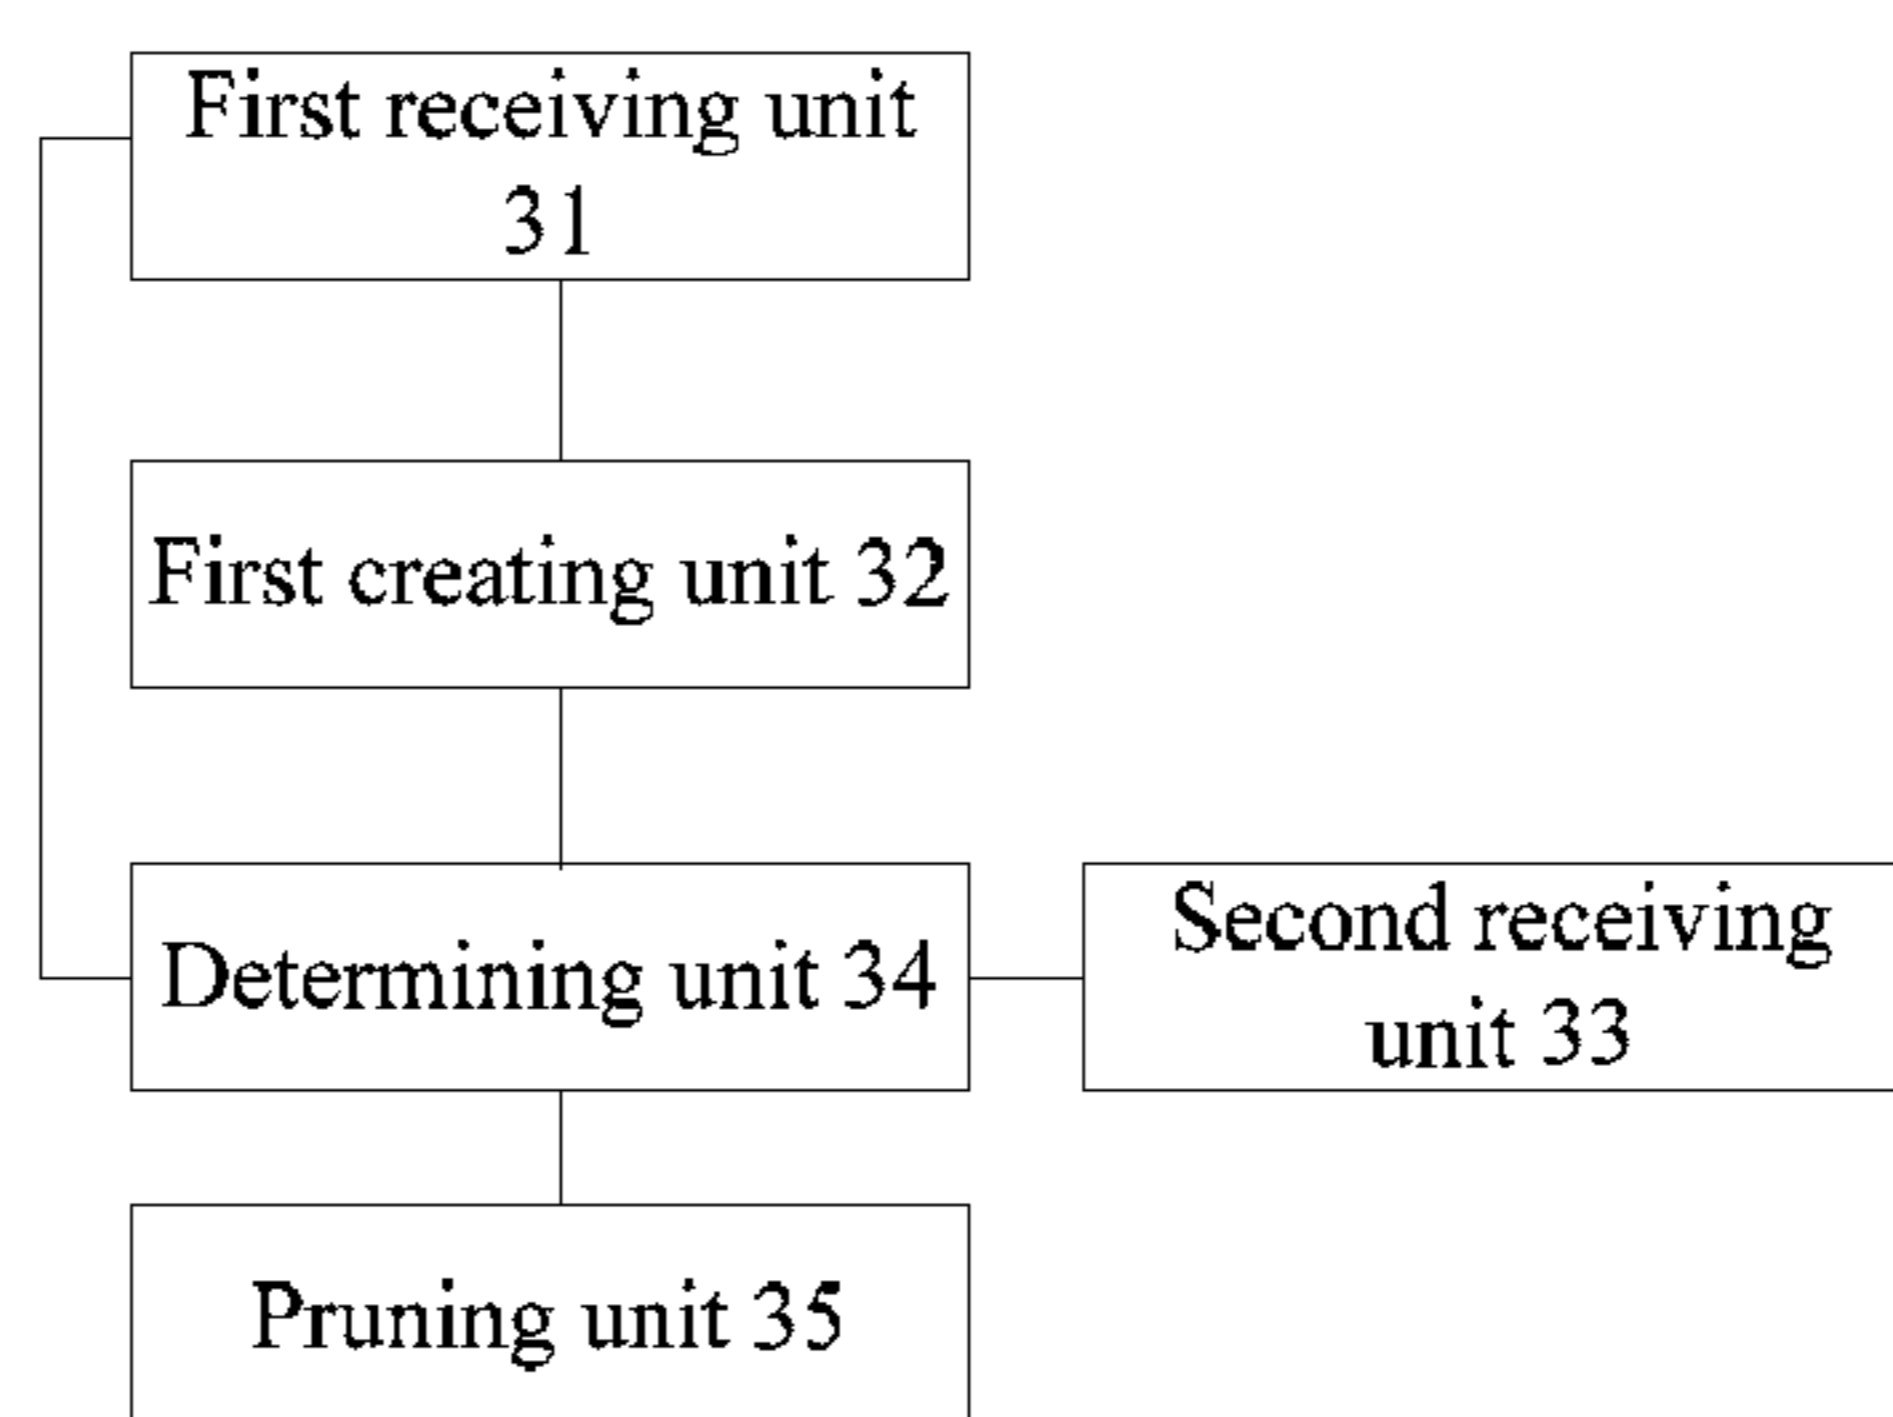 First receiving unit
31
First creating unit 32
Determining unit 34
Second receiving
unit 33
Pruning unit 35